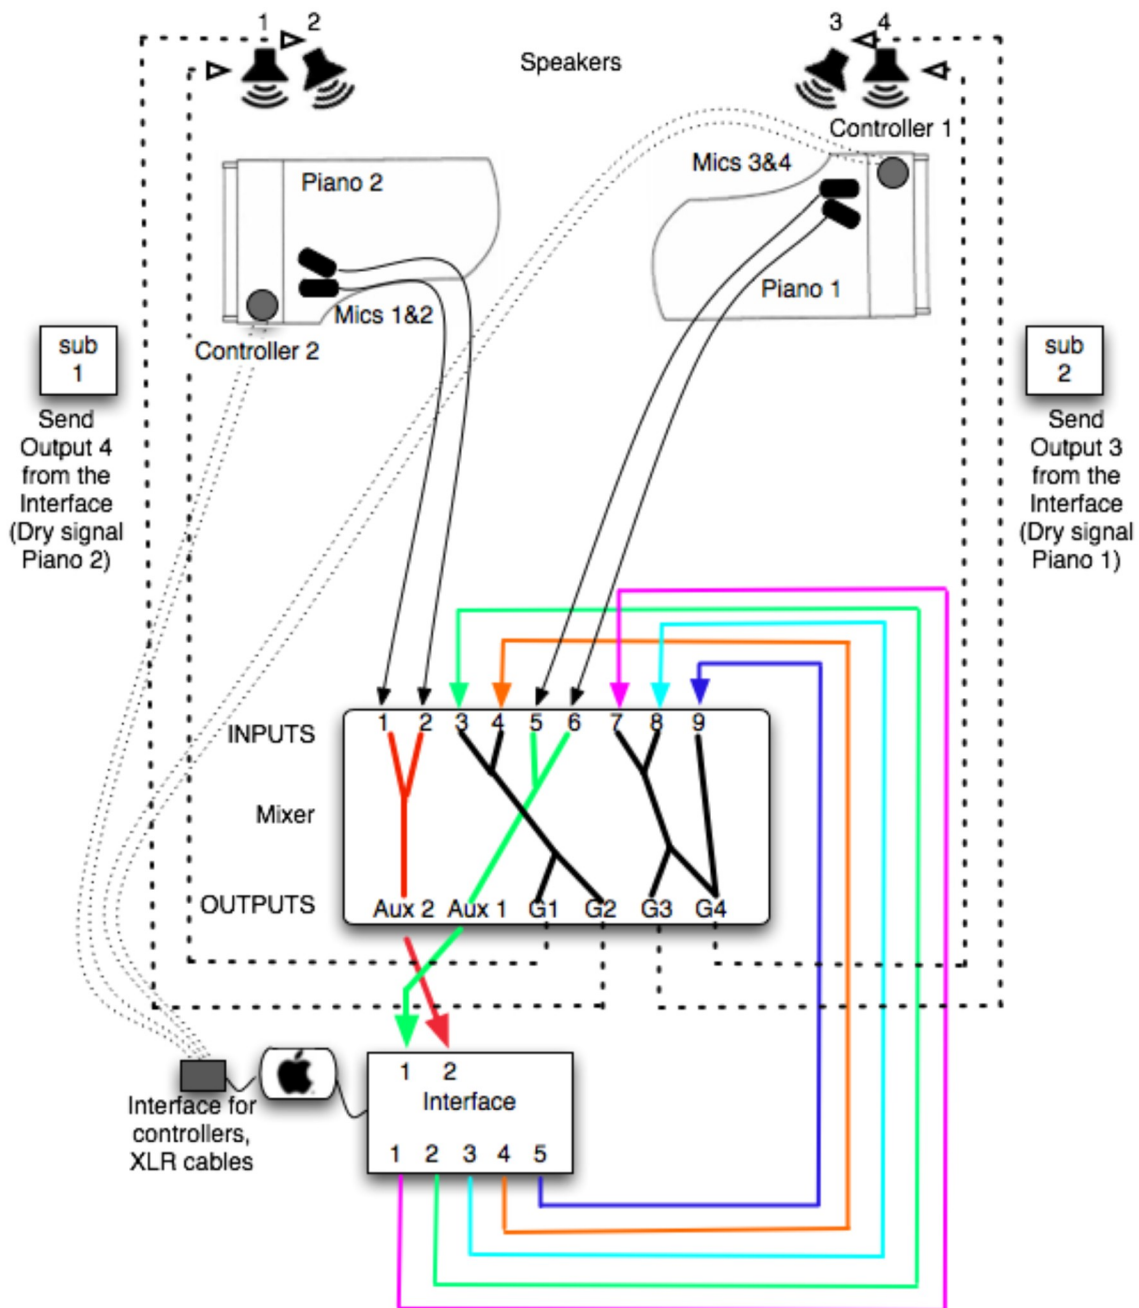 1 2
3 4
Speakers
Controller 1
Mics 3&4
Piano 2
Piano 1
Mics 1&2
Controller 2
sub
1
Send
Output 4
from the
Interface
(Dry signal
Piano 2)
sub
2
Send
Output 3
from the
Interface
(Dry signal
Piano 1)
1 2 3 4 5 6 7 8 9
INPUTS
Mixer
OUTPUTS
Aux 2 Aux 1 G1 G2 G3 G4
1 2
Interface
1 2 3 4 5
Interface for
controllers,
XLR cables